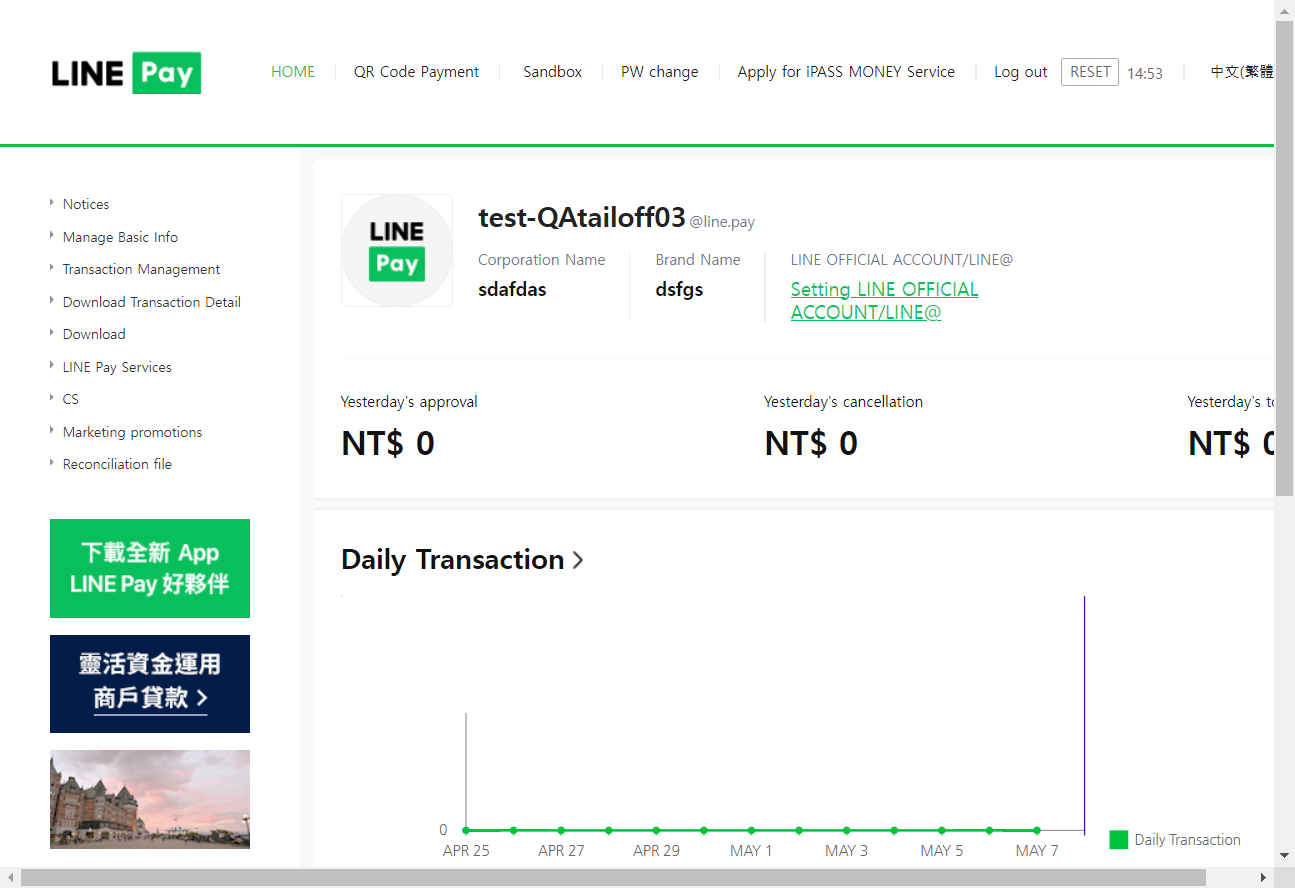 LINE Pay
HOME
QR Code Payment
Sandbox
PW change
Apply for iPASS MONEY Service
Log out
RESET
14:53
中文(繁體
Notices
Manage Basic Info
Transaction Management
Download Transaction Detail
Download
LINE Pay Services
CS
Marketing promotions
Reconciliation file
下載全新 App
LINE Pay 好夥伴
靈活資金運用
商戶貸款
LINE
Pay
test-QAtailoff03 @line.pay
Corporation Name
sdafdas
Brand Name
dsfgs
LINE OFFICIAL ACCOUNT/LINE@
Setting LINE OFFICIAL
ACCOUNT/LINE@
Yesterday's approval
NT$ 0
Yesterday's cancellation
NT$ 0
Yesterday's
NT$
Daily Transaction
0
APR 25
APR 27
APR 29
MAY 1
MAY 3
MAY 5
MAY 7
Daily Transaction